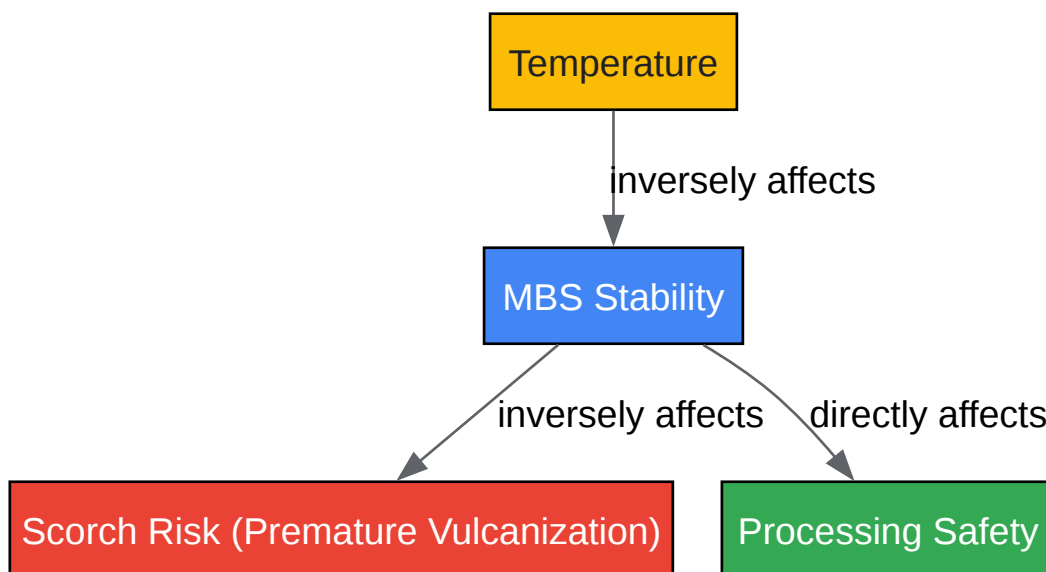 Temperature
inversely affects
MBS Stability
inversely affects
directly affects
Scorch Risk (Premature Vulcanization)
Processing Safety